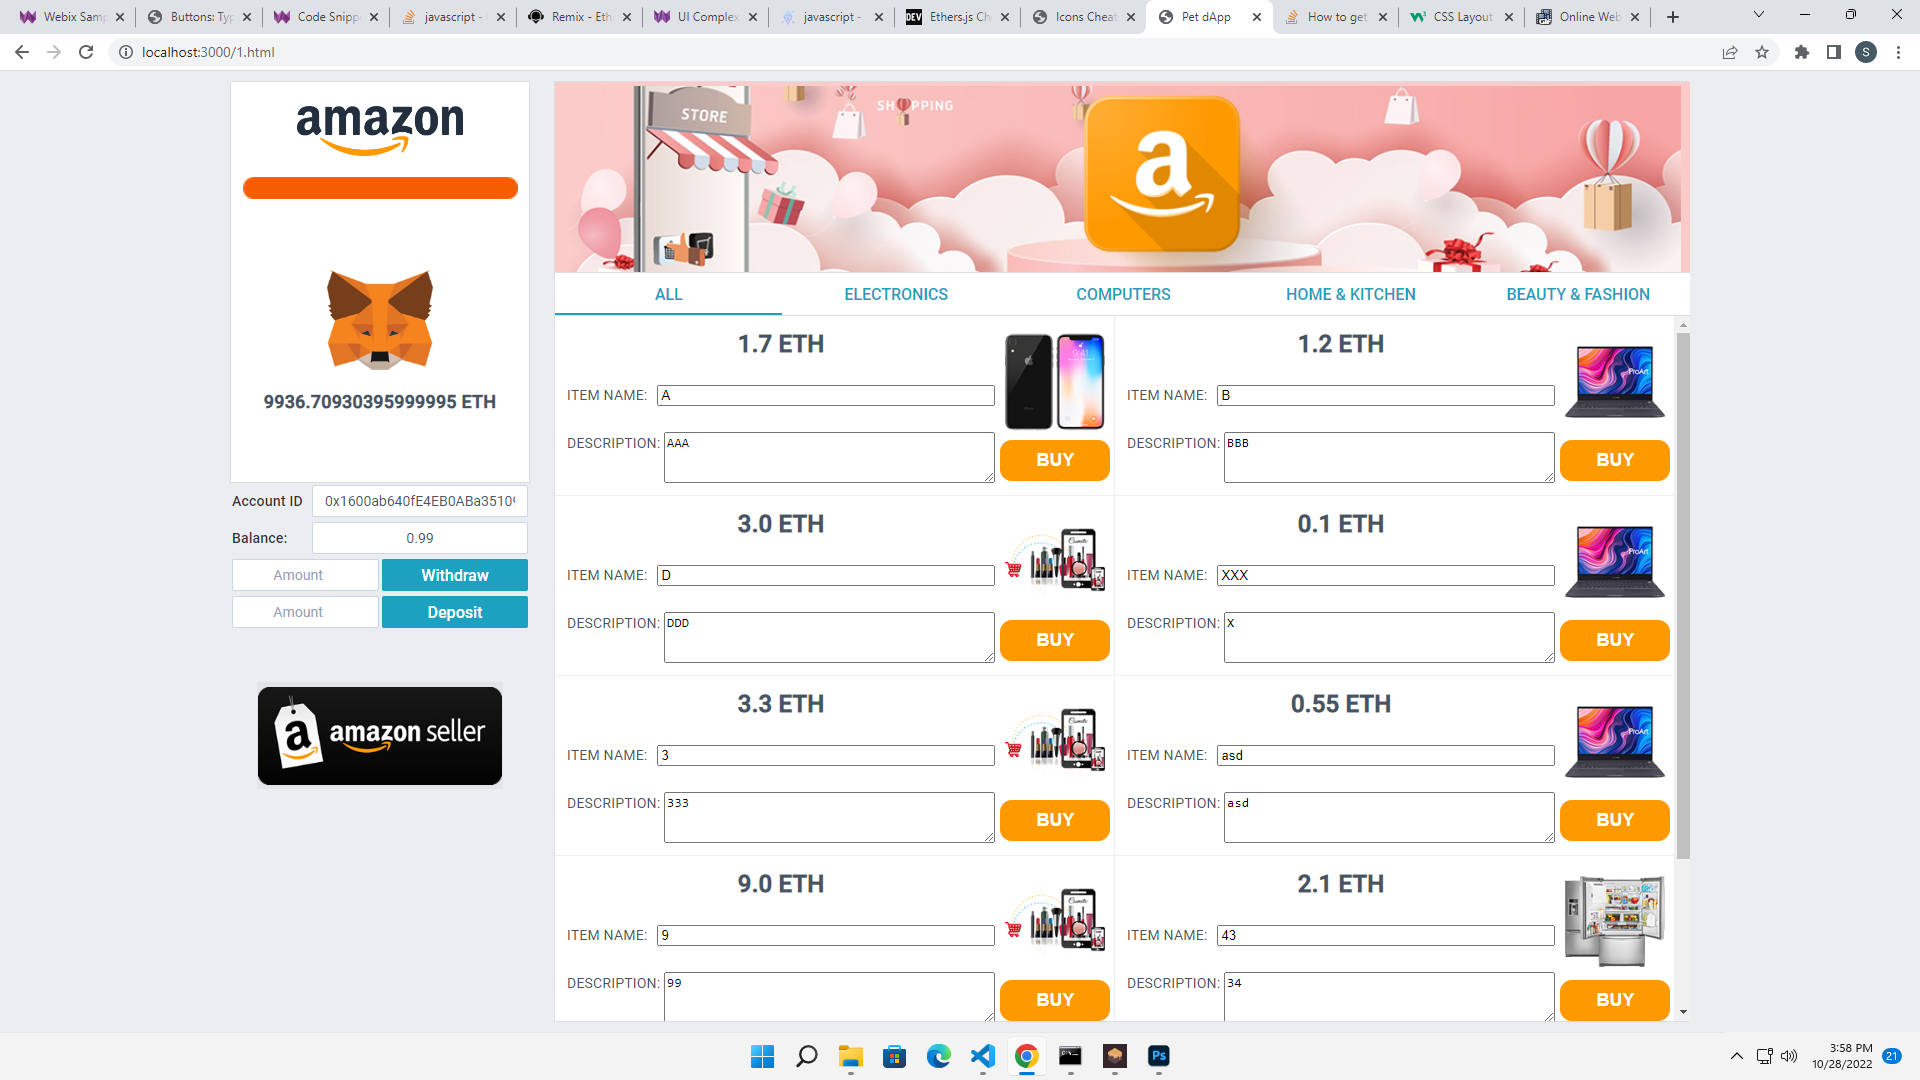 Webix Samp
Buttons: Typ
Code Snipp
javascript -
Remix - Eth
UI Complex
javascript -
Ethers.js Ch
Icons Cheat
Pet dApp
How to get
CSS Layout
Online Web
localhost:3000/1.html
S
amazon
STORE
SHOPPING
a
ALL
ELECTRONICS
COMPUTERS
HOME & KITCHEN
BEAUTY & FASHION
9936.70930395999995 ETH
Account ID
0x1600ab640fE4EB0ABa3510
Balance:
0.99
Amount
Withdraw
Amount
Deposit
a
amazon seller
1.7 ETH
ITEM NAME:
A
DESCRIPTION:
AAA
BUY
1.2 ETH
ITEM NAME:
B
ProArt
DESCRIPTION:
BBB
BUY
3.0 ETH
ITEM NAME:
D
DESCRIPTION:
DDD
BUY
0.1 ETH
ITEM NAME:
XXX
ProArt
DESCRIPTION:
X
BUY
3.3 ETH
ITEM NAME:
3
DESCRIPTION:
333
BUY
0.55 ETH
ITEM NAME:
asd
ProArt
DESCRIPTION:
asd
BUY
9.0 ETH
ITEM NAME:
9
DESCRIPTION:
99
BUY
2.1 ETH
ITEM NAME:
43
DESCRIPTION:
34
BUY
Ps
3:58 PM
10/28/2022
21